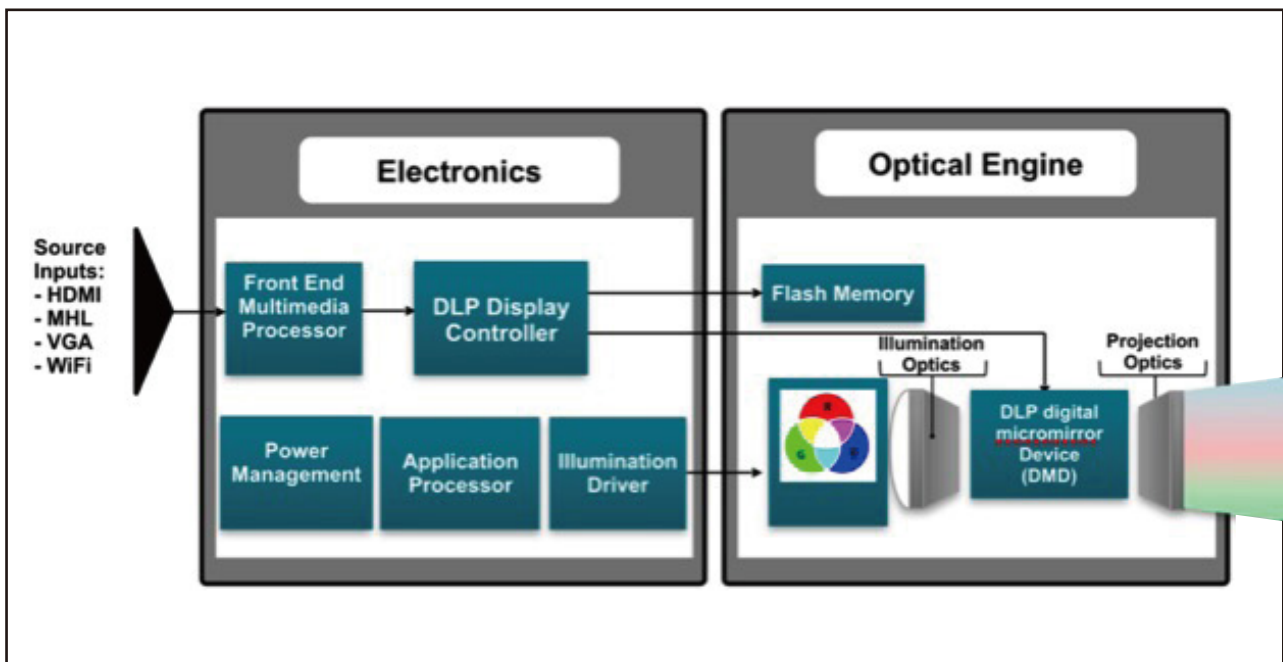 Electronics
Optical Engine
Source
Inputs:
- HDMI
- MHL
- VGA
- WiFi
Front End
Multimedia
Processor
DLP Display
Controller
Flash Memory
Illumination
Optics
Projection
Optics
Power
Management
Application
Processor
Illumination
Driver
R
G
B
DLP digital
micromirror
Device
(DMD)